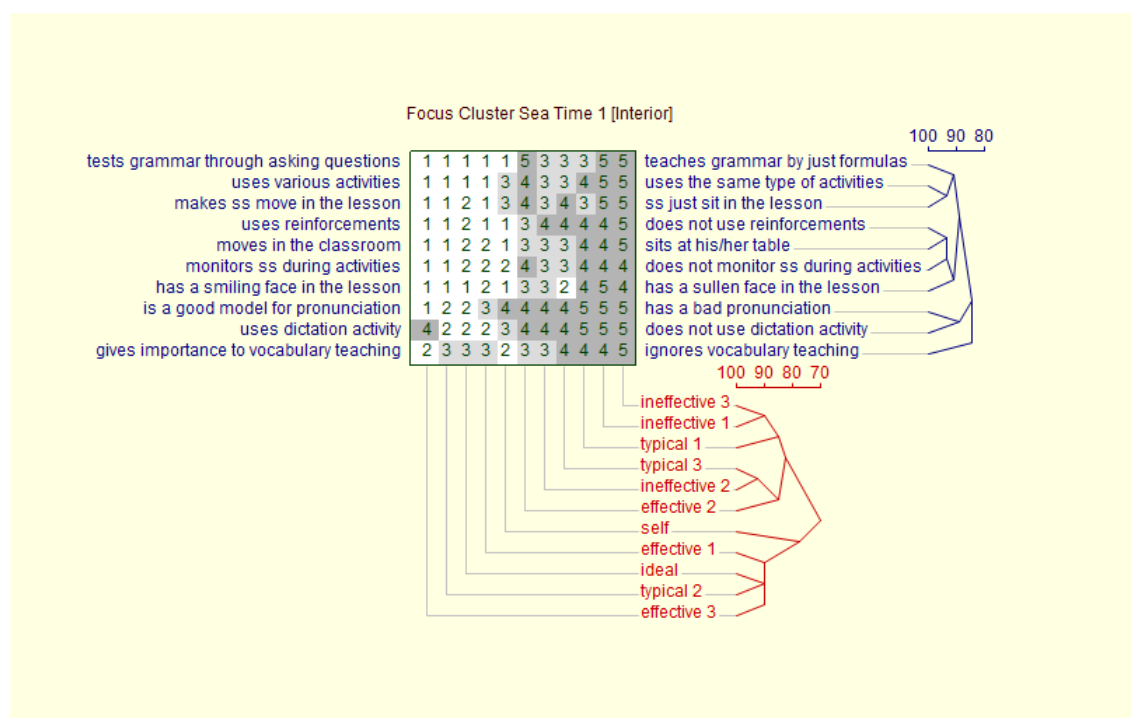 Focus Cluster Sea Time 1 [Interior]
100 90 80
tests grammar through asking questions 1 1 1 1 1 5 3 3 3 5 5 teaches grammar by just formulas
uses various activities 1 1 1 1 3 4 3 3 4 5 5 uses the same type of activities
makes ss move in the lesson 1 1 2 1 3 4 3 4 3 5 5 ss just sit in the lesson
uses reinforcements 1 1 2 1 1 3 4 4 4 4 5 does not use reinforcements
moves in the classroom 1 1 2 2 1 3 3 3 4 4 5 sits at his/her table
monitors ss during activities 1 1 2 2 2 4 3 3 4 4 4 does not monitor ss during activities
has a smiling face in the lesson 1 1 1 2 1 3 3 2 4 5 4 has a sullen face in the lesson
is a good model for pronunciation 1 2 2 3 4 4 4 4 5 5 5 has a bad pronunciation
uses dictation activity 4 2 2 2 3 4 4 4 5 5 5 does not use dictation activity
gives importance to vocabulary teaching 2 3 3 3 2 3 3 4 4 4 5 ignores vocabulary teaching
100 90 80 70
ineffective 3
ineffective 1
typical 1
typical 3
ineffective 2
effective 2
self
effective 1
ideal
typical 2
effective 3